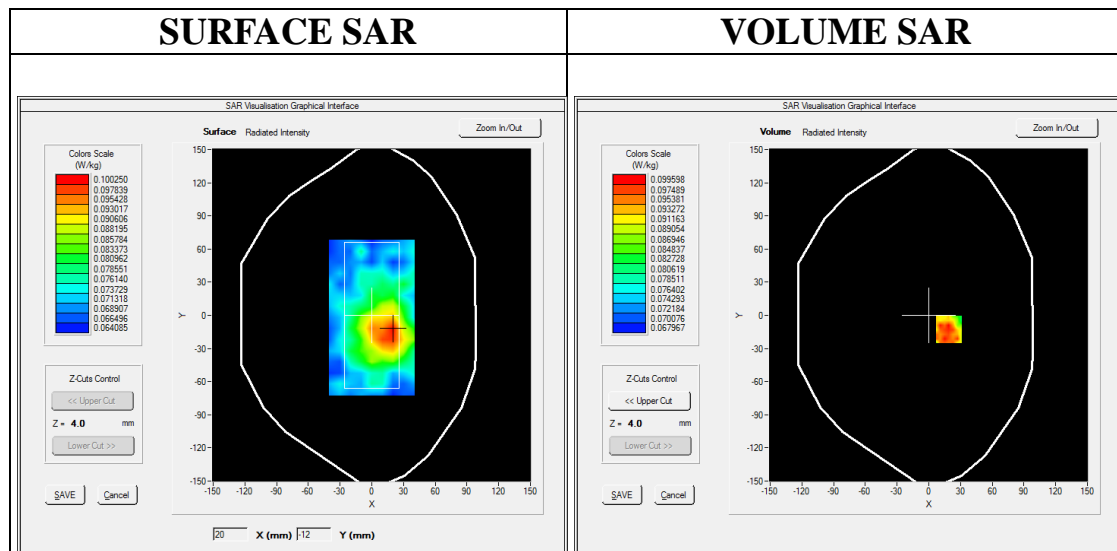 SURFACE SAR
VOLUME SAR
SAR Visualisation Graphical Interface
Surface Radiated Intensity
Zoom In/Out
Colors Scale
(W/kg)
0.100250
0.097839
0.095428
0.093017
0.090606
0.088195
0.085784
0.083373
0.080962
0.078551
0.076140
0.073729
0.071318
0.068907
0.066496
0.064085
Z-Cuts Control
<< Upper Cut
Z = 4.0 mm
Lower Cut >>
SAVE Cancel
Y
150
120
90
60
30
0
-30
-60
-90
-120
-150
-150 -120 -90 -60 -30 0 30 60 90 120 150
X
20 X (mm) -12 Y (mm)
SAR Visualisation Graphical Interface
Volume Radiated Intensity
Zoom In/Out
Colors Scale
(W/kg)
0.099598
0.097489
0.095381
0.093272
0.091163
0.089054
0.086946
0.084837
0.082728
0.080619
0.078511
0.076402
0.074293
0.072184
0.070076
0.067967
Z-Cuts Control
<< Upper Cut
Z = 4.0 mm
Lower Cut >>
SAVE Cancel
Y
150
120
90
60
30
0
-30
-60
-90
-120
-150
-150 -120 -90 -60 -30 0 30 60 90 120 150
X